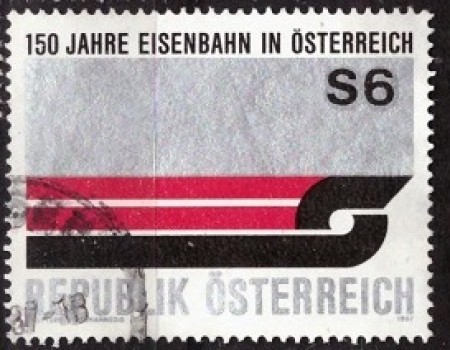 150 JAHRE EISENBAHN IN ÖSTERREICH
S6
REPUBLIK ÖSTERREICH
1987